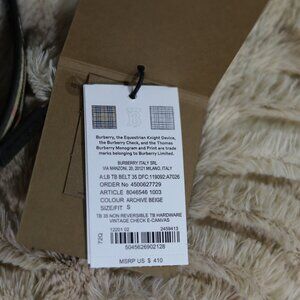 Burberry, the Equestrian Knight Device,
the Burberry Check, and the Thomas
Burberry Monogram and Print are trade
marks belonging to Burberry Limited.
BURBERRY ITALY SRL
VIA MANZONI, 20, 20121 MILANO, ITALY
A:LB TB BELT 35 DFC:119092:A7026
ORDER No 4500627729
ARTICLE 8046546 1003
COLOUR ARCHIVE BEIGE
SIZE/FIT S
TB 35 NON REVERSIBLE TB HARDWARE
VINTAGE CHECK E-CANVAS
12201 02 2459413
5045626902128
MSRP US $ 410